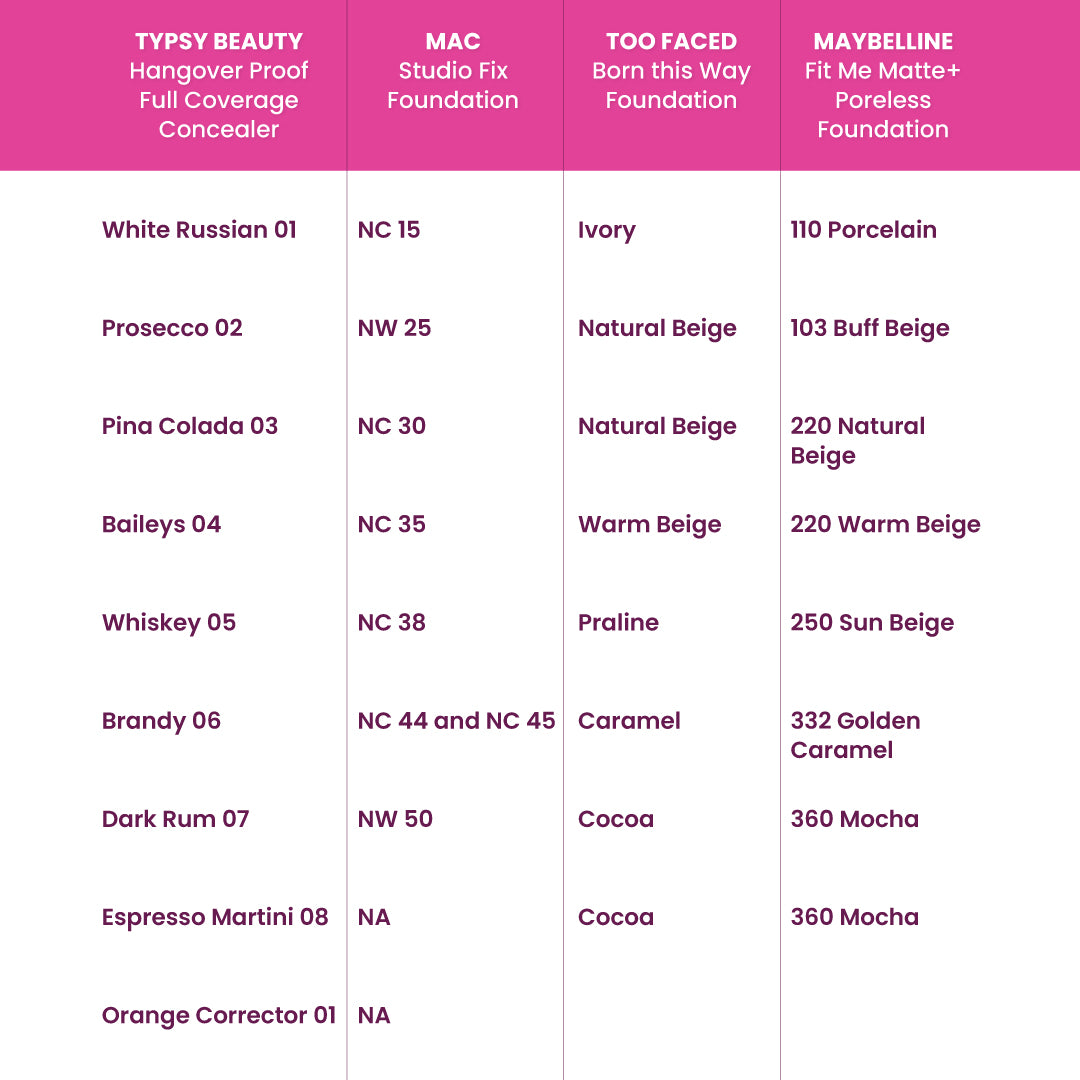 TYPSY BEAUTY
Hangover Proof
Full Coverage
Concealer
MAC
Studio Fix
Foundation
TOO FACED
Born this Way
Foundation
MAYBELLINE
Fit Me Matte+
Poreless
Foundation
White Russian 01 NC 15 Ivory 110 Porcelain
Prosecco 02 NW 25 Natural Beige 103 Buff Beige
Pina Colada 03 NC 30 Natural Beige 220 Natural
Beige
Baileys 04 NC 35 Warm Beige 220 Warm Beige
Whiskey 05 NC 38 Praline 250 Sun Beige
Brandy 06 NC 44 and NC 45 Caramel 332 Golden
Caramel
Dark Rum 07 NW 50 Cocoa 360 Mocha
Espresso Martini 08 NA Cocoa 360 Mocha
Orange Corrector 01 NA